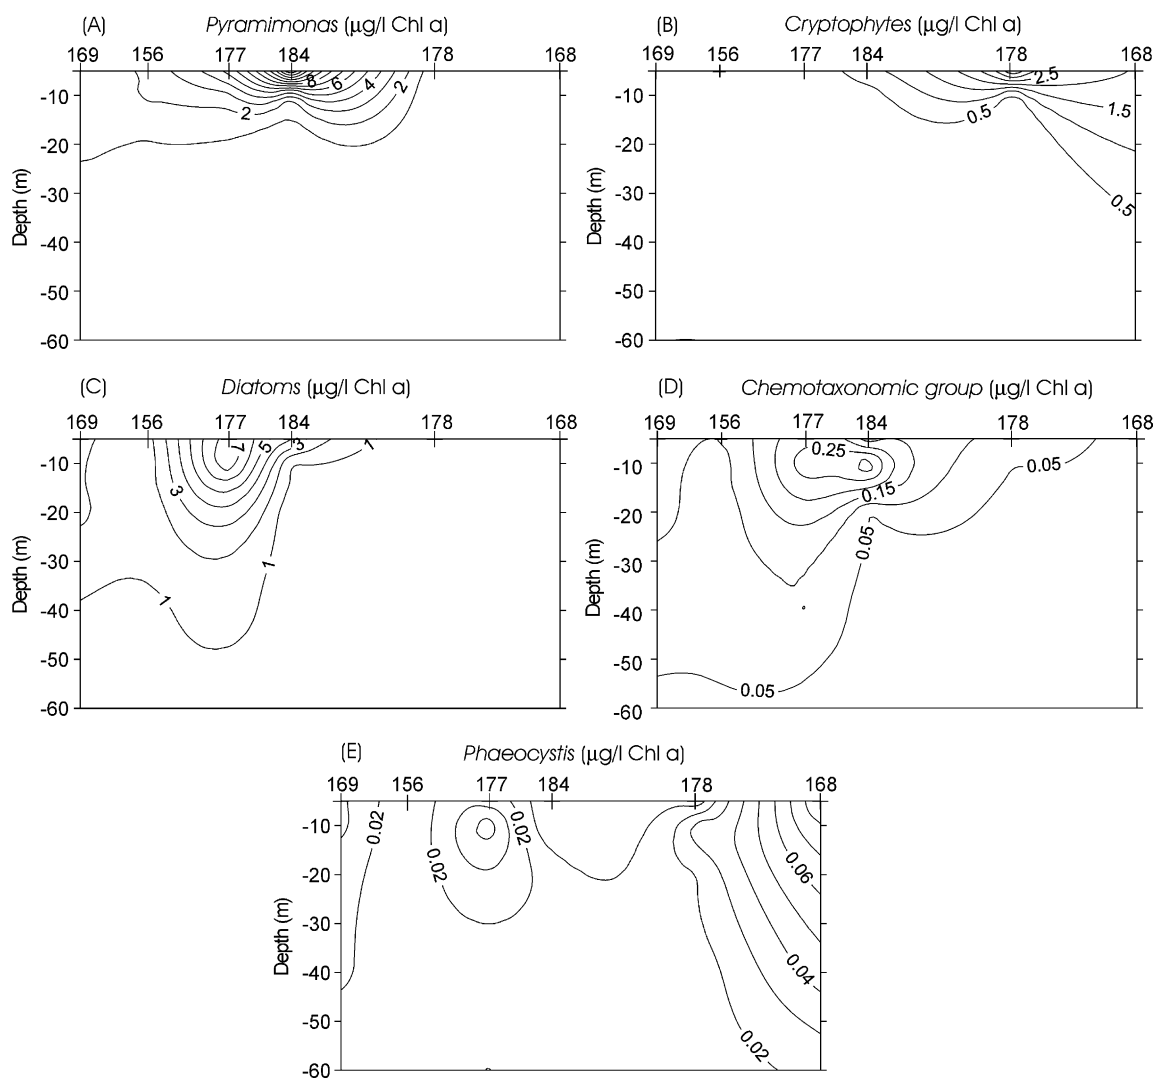 (A) Pyramimonas (µg/l Chl a)
169 156 177 184 178 168
8 6 4 2
2
-10
-20
-30
-40
-50
-60
Depth (m)
(B) Cryptophytes (µg/l Chl a)
169 156 177 184 178 168
2.5
1.5
0.5
0.5
-10
-20
-30
-40
-50
-60
Depth (m)
(C) Diatoms (µg/l Chl a)
169 156 177 184 178 168
7 5 3 1
3
1
1
-10
-20
-30
-40
-50
-60
Depth (m)
(D) Chemotaxonomic group (µg/l Chl a)
169 156 177 184 178 168
0.25
0.15
0.05
0.05
0.05
-10
-20
-30
-40
-50
-60
Depth (m)
(E) Phaeocystis (µg/l Chl a)
169 156 177 184 178 168
0.02 0.02
0.02
0.06
0.04
0.02
-10
-20
-30
-40
-50
-60
Depth (m)